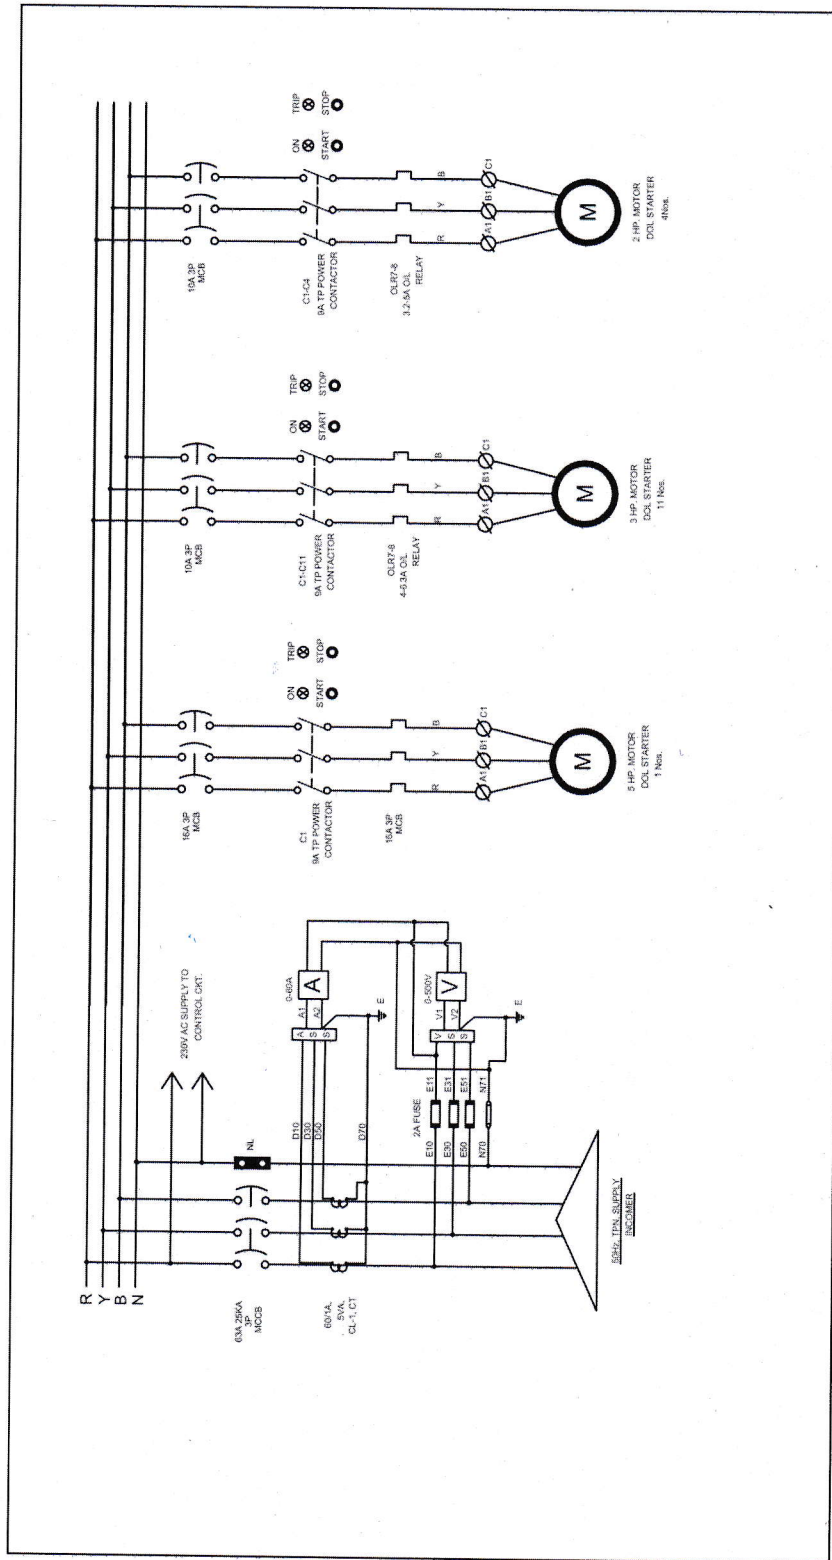 R
Y
B
N
63A 25KA
3P
MCCB
NL
230V AC SUPPLY TO
CONTROL CKT.
60/1A,
5VA,
CL-1, CT
D10
D30
D50
D70
A
S
S
A1
A2
0-60A
A
E
2A FUSE
E10
E11
E30
E31
E50
E51
N70
N71
V
S
S
V1
V2
0-500V
V
E
50Hz, TPN, SUPPLY
INCOMER
16A 3P
MCB
C1
9A TP POWER
CONTACTOR
ON
TRIP
START
STOP
16A 3P
MCB
R
Y
B
A1
B1
C1
M
5 HP. MOTOR
DOL STARTER
1 Nos.
10A 3P
MCB
C1-C11
9A TP POWER
CONTACTOR
ON
TRIP
START
STOP
OLR7-8
4-6.3A O/L
RELAY
R
Y
B
A1
B1
C1
M
3 HP. MOTOR
DOL STARTER
11 Nos.
10A 3P
MCB
C1-C4
9A TP POWER
CONTACTOR
ON
TRIP
START
STOP
OLR7-8
3.2-5A O/L
RELAY
R
Y
B
A1
B1
C1
M
2 HP. MOTOR
DOL STARTER
4Nos.